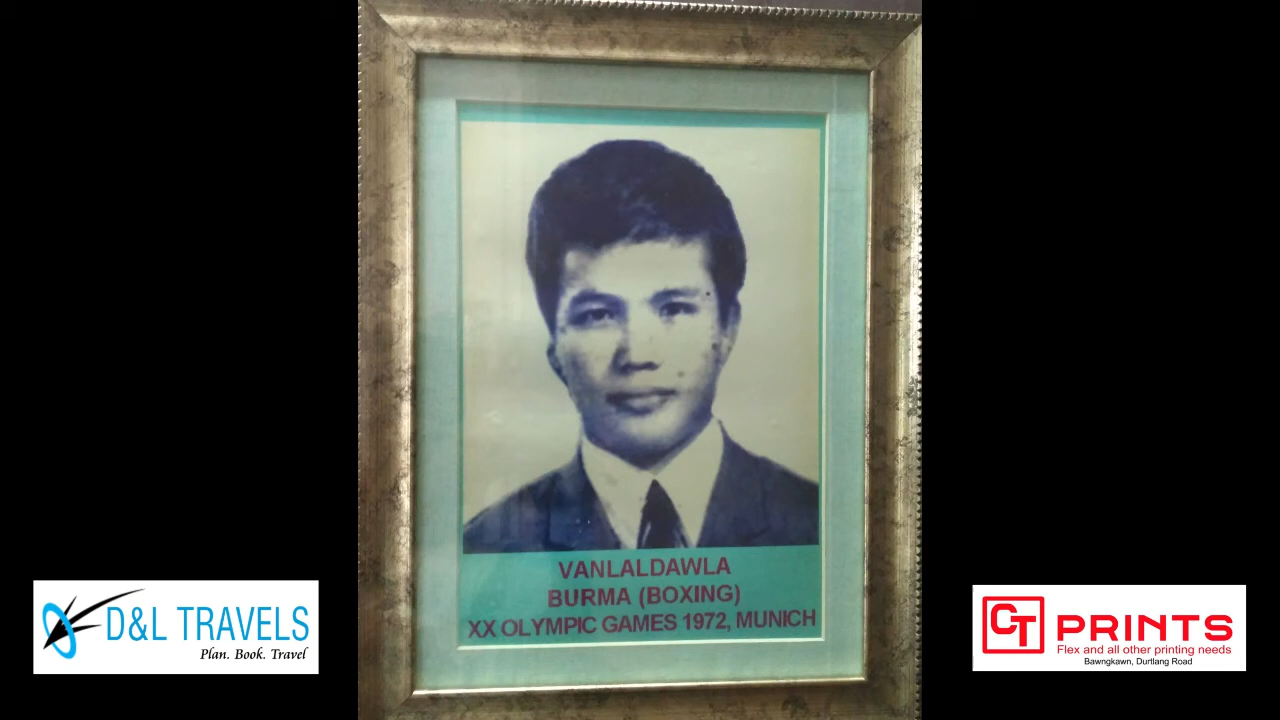 VANLALDAWLA
BURMA (BOXING)
XX OLYMPIC GAMES 1972, MUNICH
D&L TRAVELS
Plan. Book. Travel
CT PRINTS
Flex and all other printing needs
Bawngkawn, Durtlang Road